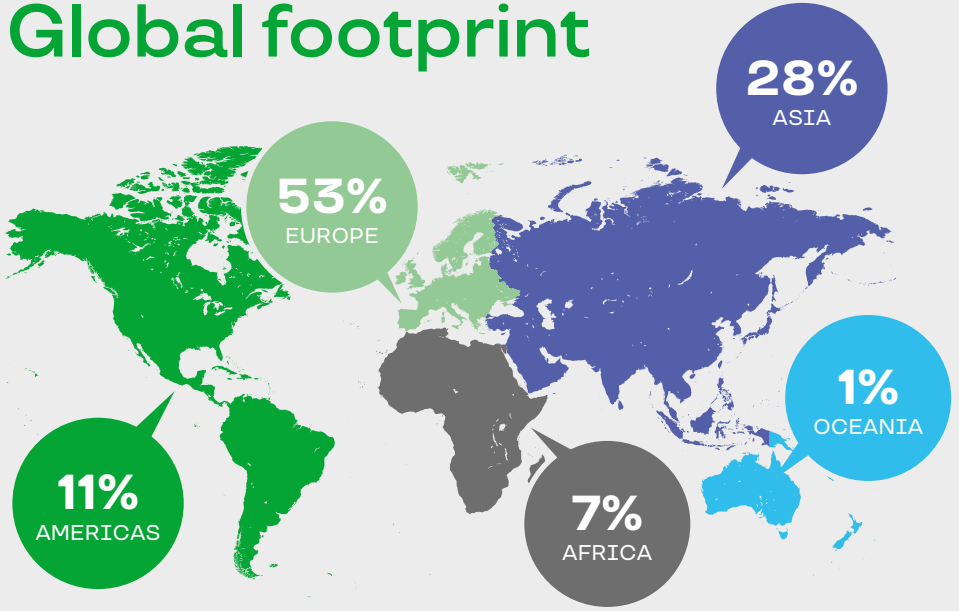 Global footprint
28%
ASIA
53%
EUROPE
1%
OCEANIA
11%
AMERICAS
7%
AFRICA